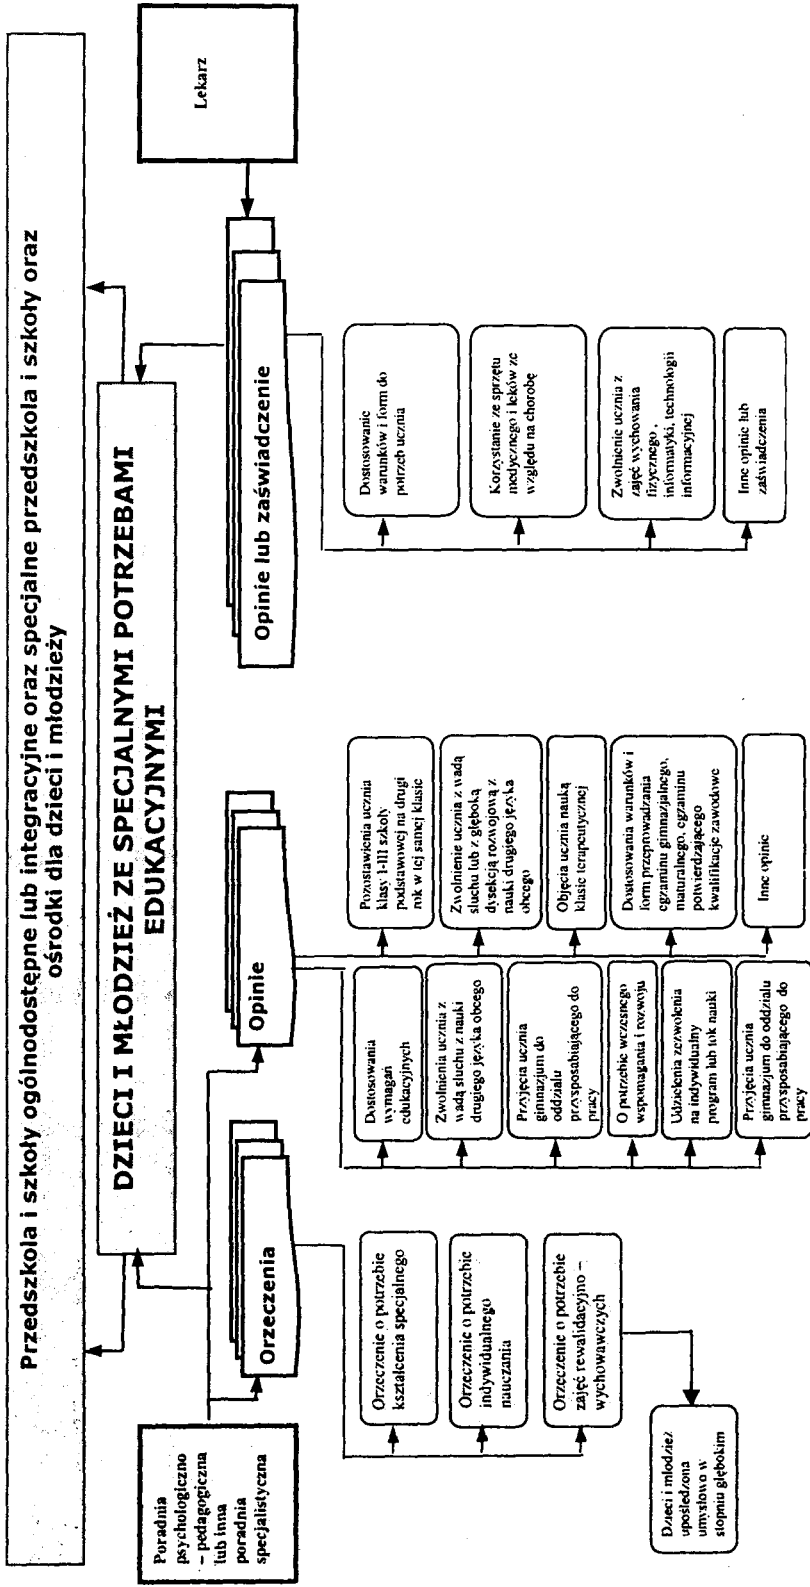 Przedszkola i szkoły ogólnodostępne lub integracyjne oraz specjalne przedszkola i szkoły oraz
ośrodki dla dzieci i młodzieży
DZIECI I MŁODZIEŻ ZE SPECJALNYMI POTRZEBAMI
EDUKACYJNYMI
Poradnia
psychologiczno
– pedagogiczna
lub inna
poradnia
specjalistyczna
Orzeczenia
Opinie
Opinie lub zaświadczenie
Lekarz
Orzeczenie o potrzebie
kształcenia specjalnego
Orzeczenie o potrzebie
indywidualnego
nauczania
Orzeczenie o potrzebie
zajęć rewalidacyjno –
wychowawczych
Dzieci i młodzież
upośledzona
umysłowo w
stopniu głębokim
Dostosowania
wymagań
edukacyjnych
Zwolnienia ucznia z
wadą słuchu z nauki
drugiego języka obcego
Przyjęcia ucznia
gimnazjum do
oddziału
przysposabiającego do
pracy
O potrzebie wczesnego
wspomagania i rozwoju
Udzielenia zezwolenia
na indywidualny
program lub tok nauki
Przyjęcia ucznia
gimnazjum do oddziału
przysposabiającego do
pracy
Pozostawienia ucznia
klasy I-III szkoły
podstawowej na drugi
rok w tej samej klasie
Zwolnienie ucznia z wadą
słuchu lub z głęboką
dysekcją rozwojową z
nauki drugiego języka
obcego
Objęcia ucznia nauką
klasie terapeutycznej
Dostosowania warunków i
form przeprowadzania
egzaminu gimnazjalnego,
maturalnego, egzaminu
potwierdzającego
kwalifikacje zawodowe
Inne opinie
Dostosowanie
warunków i form do
potrzeb ucznia
Korzystanie ze sprzętu
medycznego i leków ze
względu na chorobę
Zwolnienie ucznia z
zajęć wychowania
fizycznego ,
informatyki, technologii
informacyjnej
Inne opinie lub
zaświadczenia